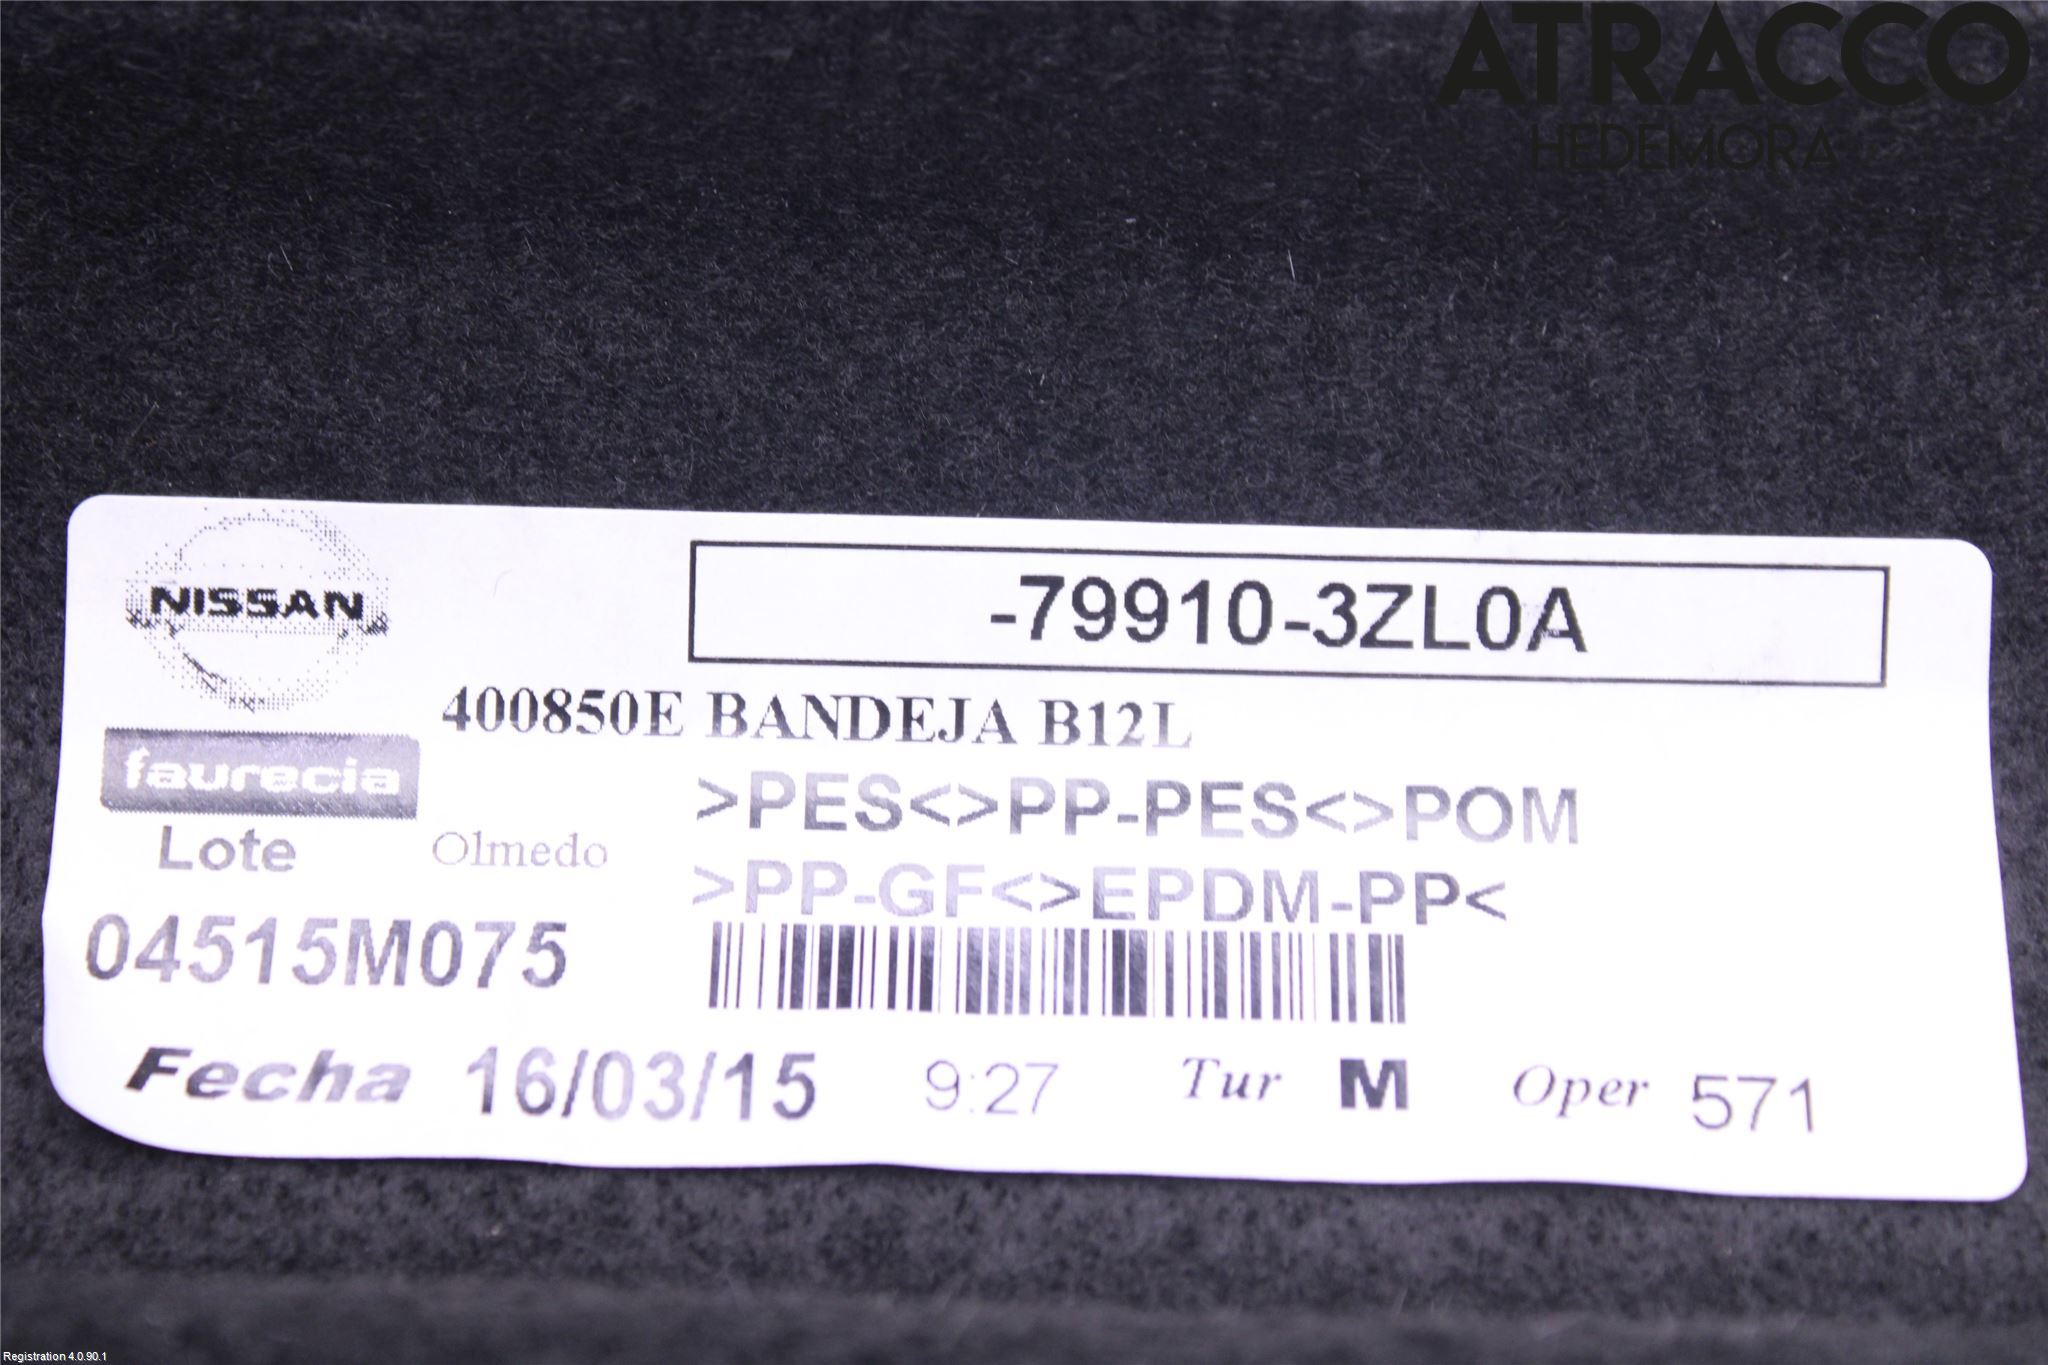 ATRACCO
HEDEMORA
NISSAN
-79910-3ZL0A
400850E BANDEJA B12L
faurecia
>PES<>PP-PES<>POM
Lote Olmedo
>PP-GF<>EPDM-PP<
04515M075
Fecha 16/03/15 9:27 Tur M Oper 571
Registration 4.0.90.1